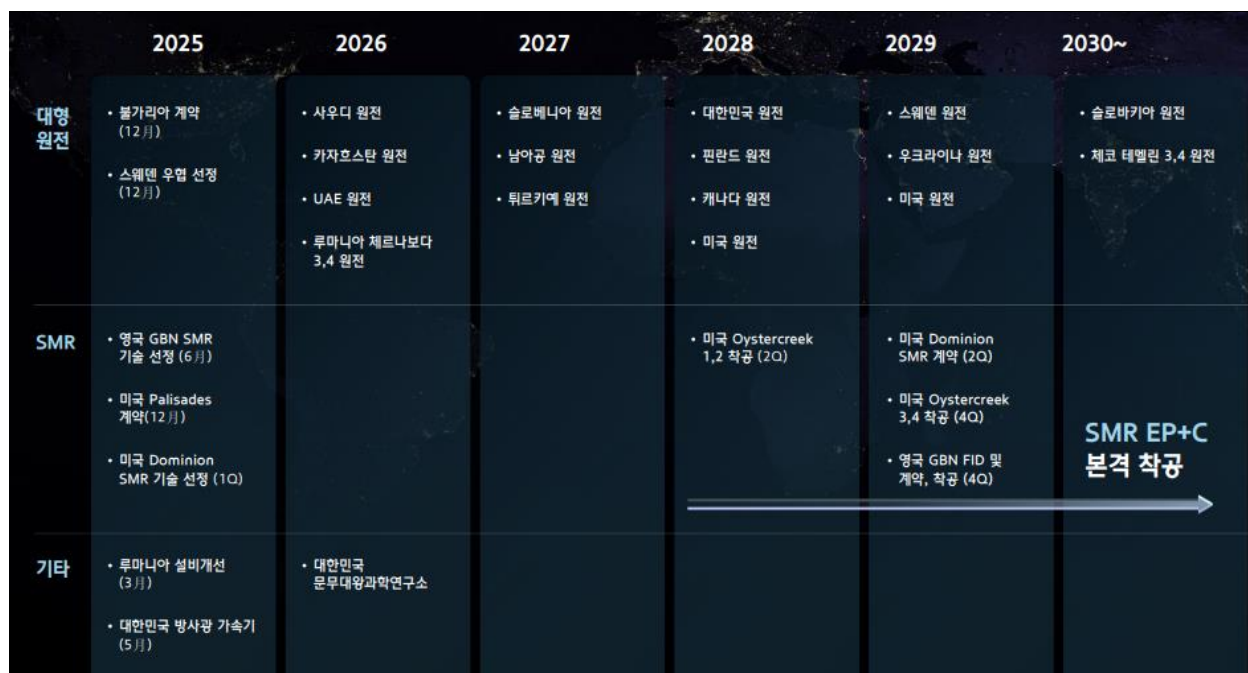 2025
2026
2027
2028
2029
2030~
대형
원전
• 불가리아 계약
(12月)
• 스웨덴 우협 선정
(12月)
• 사우디 원전
• 카자흐스탄 원전
• UAE 원전
• 루마니아 체르나보다
3,4 원전
• 슬로베니아 원전
• 남아공 원전
• 튀르키예 원전
• 대한민국 원전
• 핀란드 원전
• 캐나다 원전
• 미국 원전
• 스웨덴 원전
• 우크라이나 원전
• 미국 원전
• 슬로바키아 원전
• 체코 테멜린 3,4 원전
SMR
• 영국 GBN SMR
기술 선정 (6月)
• 미국 Palisades
계약(12月)
• 미국 Dominion
SMR 기술 선정 (1Q)
• 미국 Oystercreek
1,2 착공 (2Q)
• 미국 Dominion
SMR 계약 (2Q)
• 미국 Oystercreek
3,4 착공 (4Q)
• 영국 GBN FID 및
계약, 착공 (4Q)
SMR EP+C
본격 착공
기타
• 루마니아 설비개선
(3月)
• 대한민국 방사광 가속기
(5月)
• 대한민국
문무대왕과학연구소